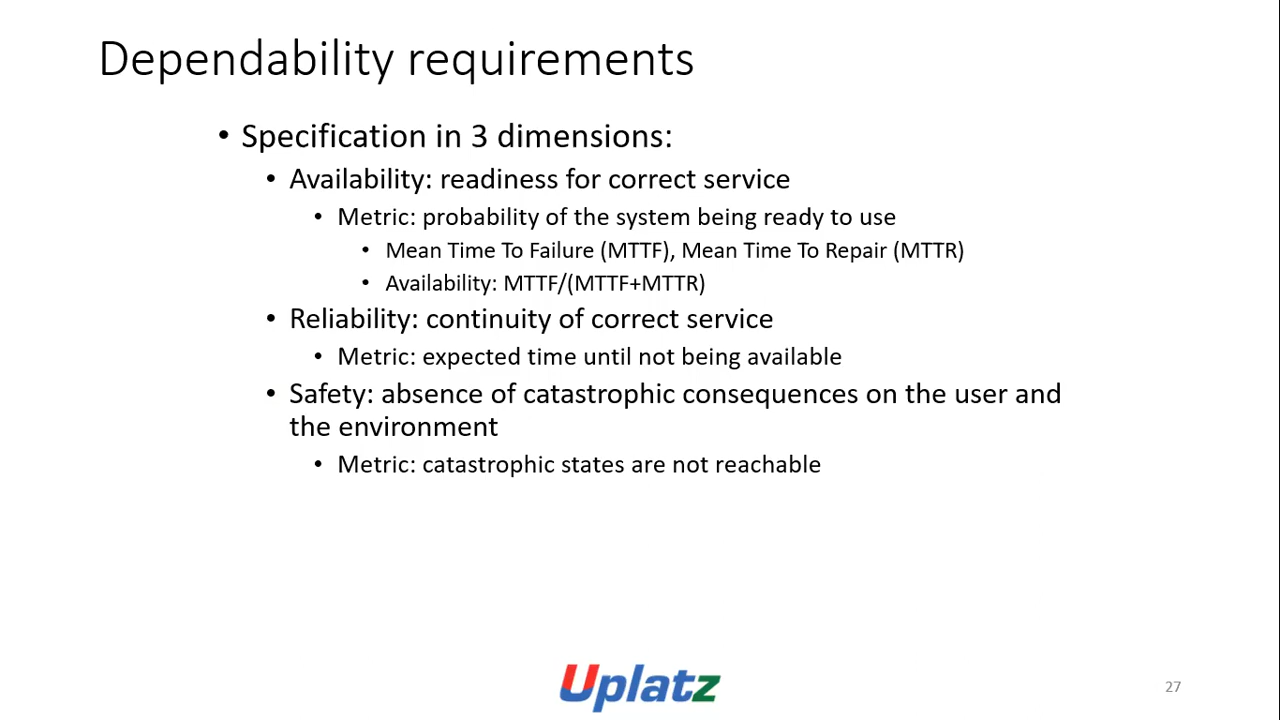 Dependability requirements
• Specification in 3 dimensions:
• Availability: readiness for correct service
• Metric: probability of the system being ready to use
• Mean Time To Failure (MTTF), Mean Time To Repair (MTTR)
• Availability: MTTF/(MTTF+MTTR)
• Reliability: continuity of correct service
• Metric: expected time until not being available
• Safety: absence of catastrophic consequences on the user and
the environment
• Metric: catastrophic states are not reachable
Uplatz
27